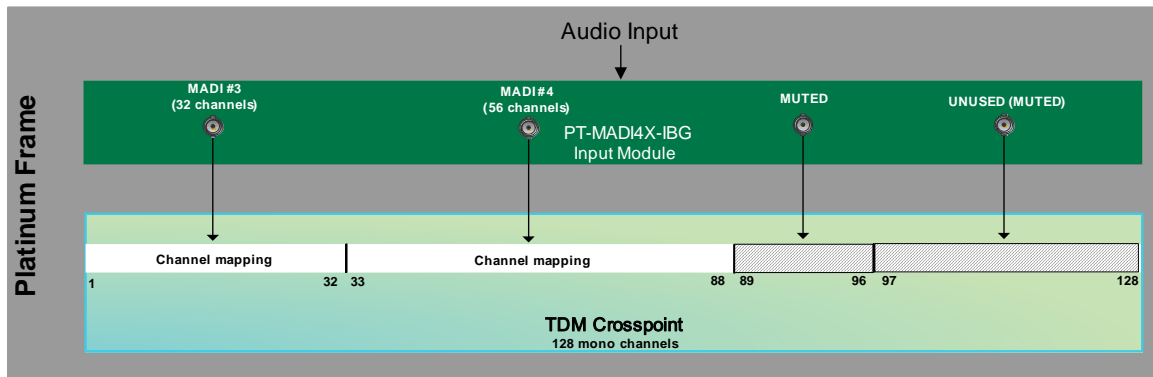 Audio Input
Platinum Frame
MADI #3
(32 channels)
MADI #4
(56 channels)
MUTED
UNUSED (MUTED)
PT-MADI4X-IBG
Input Module
Channel mapping
Channel mapping
1
32
33
88
89
96
97
128
TDM Crosspoint
128 mono channels